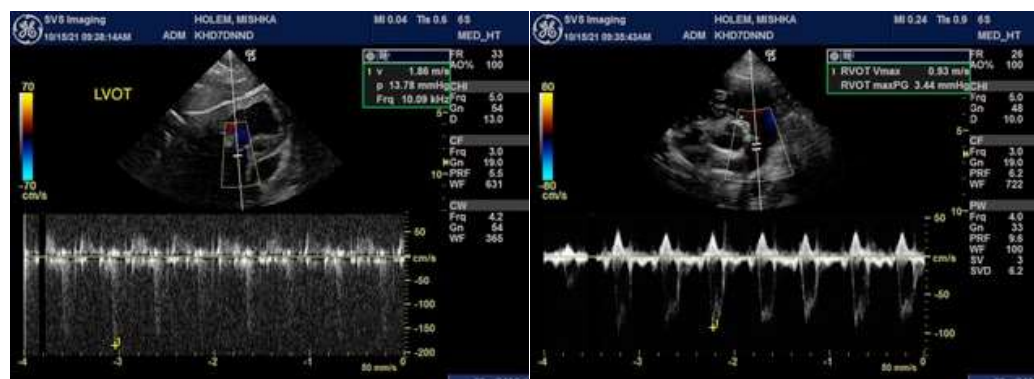 SVS Imaging HOLEM, MISHKA MI 0.04 TIs 0.6 6S
10/15/21 09:28:14AM ADM KHD7DNND MED_HT
LVOT
70
-70
cm/s
1 v 1.86 m/s
p 13.78 mmHg
Frq 10.09 kHz
FR 33
AO% 100
CHI
Frq 5.0
Gn 54
D 13.0
CF
Frq 3.0
Gn 19.0
PRF 5.5
WF 631
CW
Frq 4.2
Gn 54
WF 365
5-
10-
50
cm/s
-50
-100
-150
-200
-4 -3 -2 -1 0
50 mm/s
SVS Imaging HOLEM, MISHKA MI 0.24 TIs 0.9 6S
10/15/21 09:35:43AM ADM KHD7DNND MED_HT
80
-80
cm/s
1 RVOT Vmax 0.93 m/s
RVOT maxPG 3.44 mmHg
FR 26
AO% 100
CHI
Frq 5.0
Gn 48
D 10.0
CF
Frq 3.0
Gn 19.0
PRF 6.2
WF 722
PW
Frq 4.0
Gn 33
PRF 9.6
WF 100
SV 3
SVD 6.2
5-
10-
50
cm/s
-50
-100
-4 -3 -2 -1 0
50 mm/s